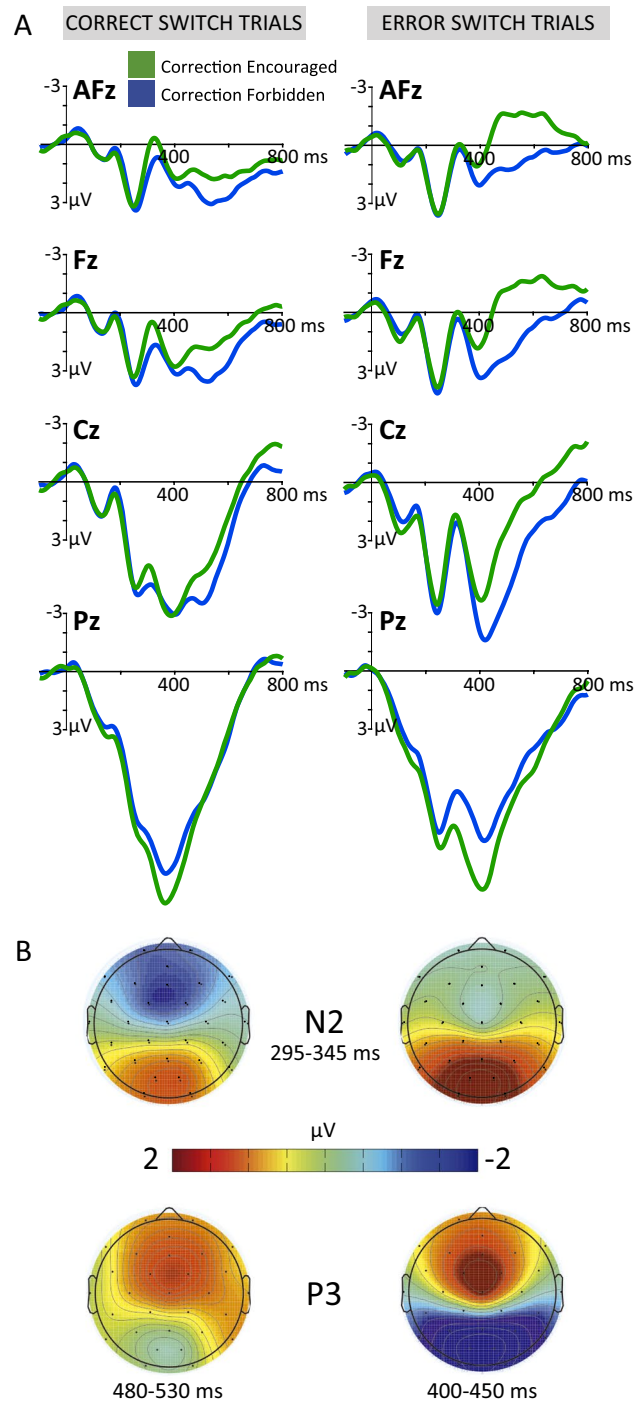 A
CORRECT SWITCH TRIALS
ERROR SWITCH TRIALS
Correction Encouraged
Correction Forbidden
-3
AFz
400
800 ms
3
μV
-3
AFz
400
800 ms
3
μV
-3
Fz
400
800 ms
3
μV
-3
Fz
400
800 ms
3
μV
-3
Cz
400
800 ms
3
μV
-3
Cz
400
800 ms
3
μV
-3
Pz
400
800 ms
3
μV
-3
Pz
400
800 ms
3
μV
B
N2
295-345 ms
μV
2
-2
P3
480-530 ms
400-450 ms